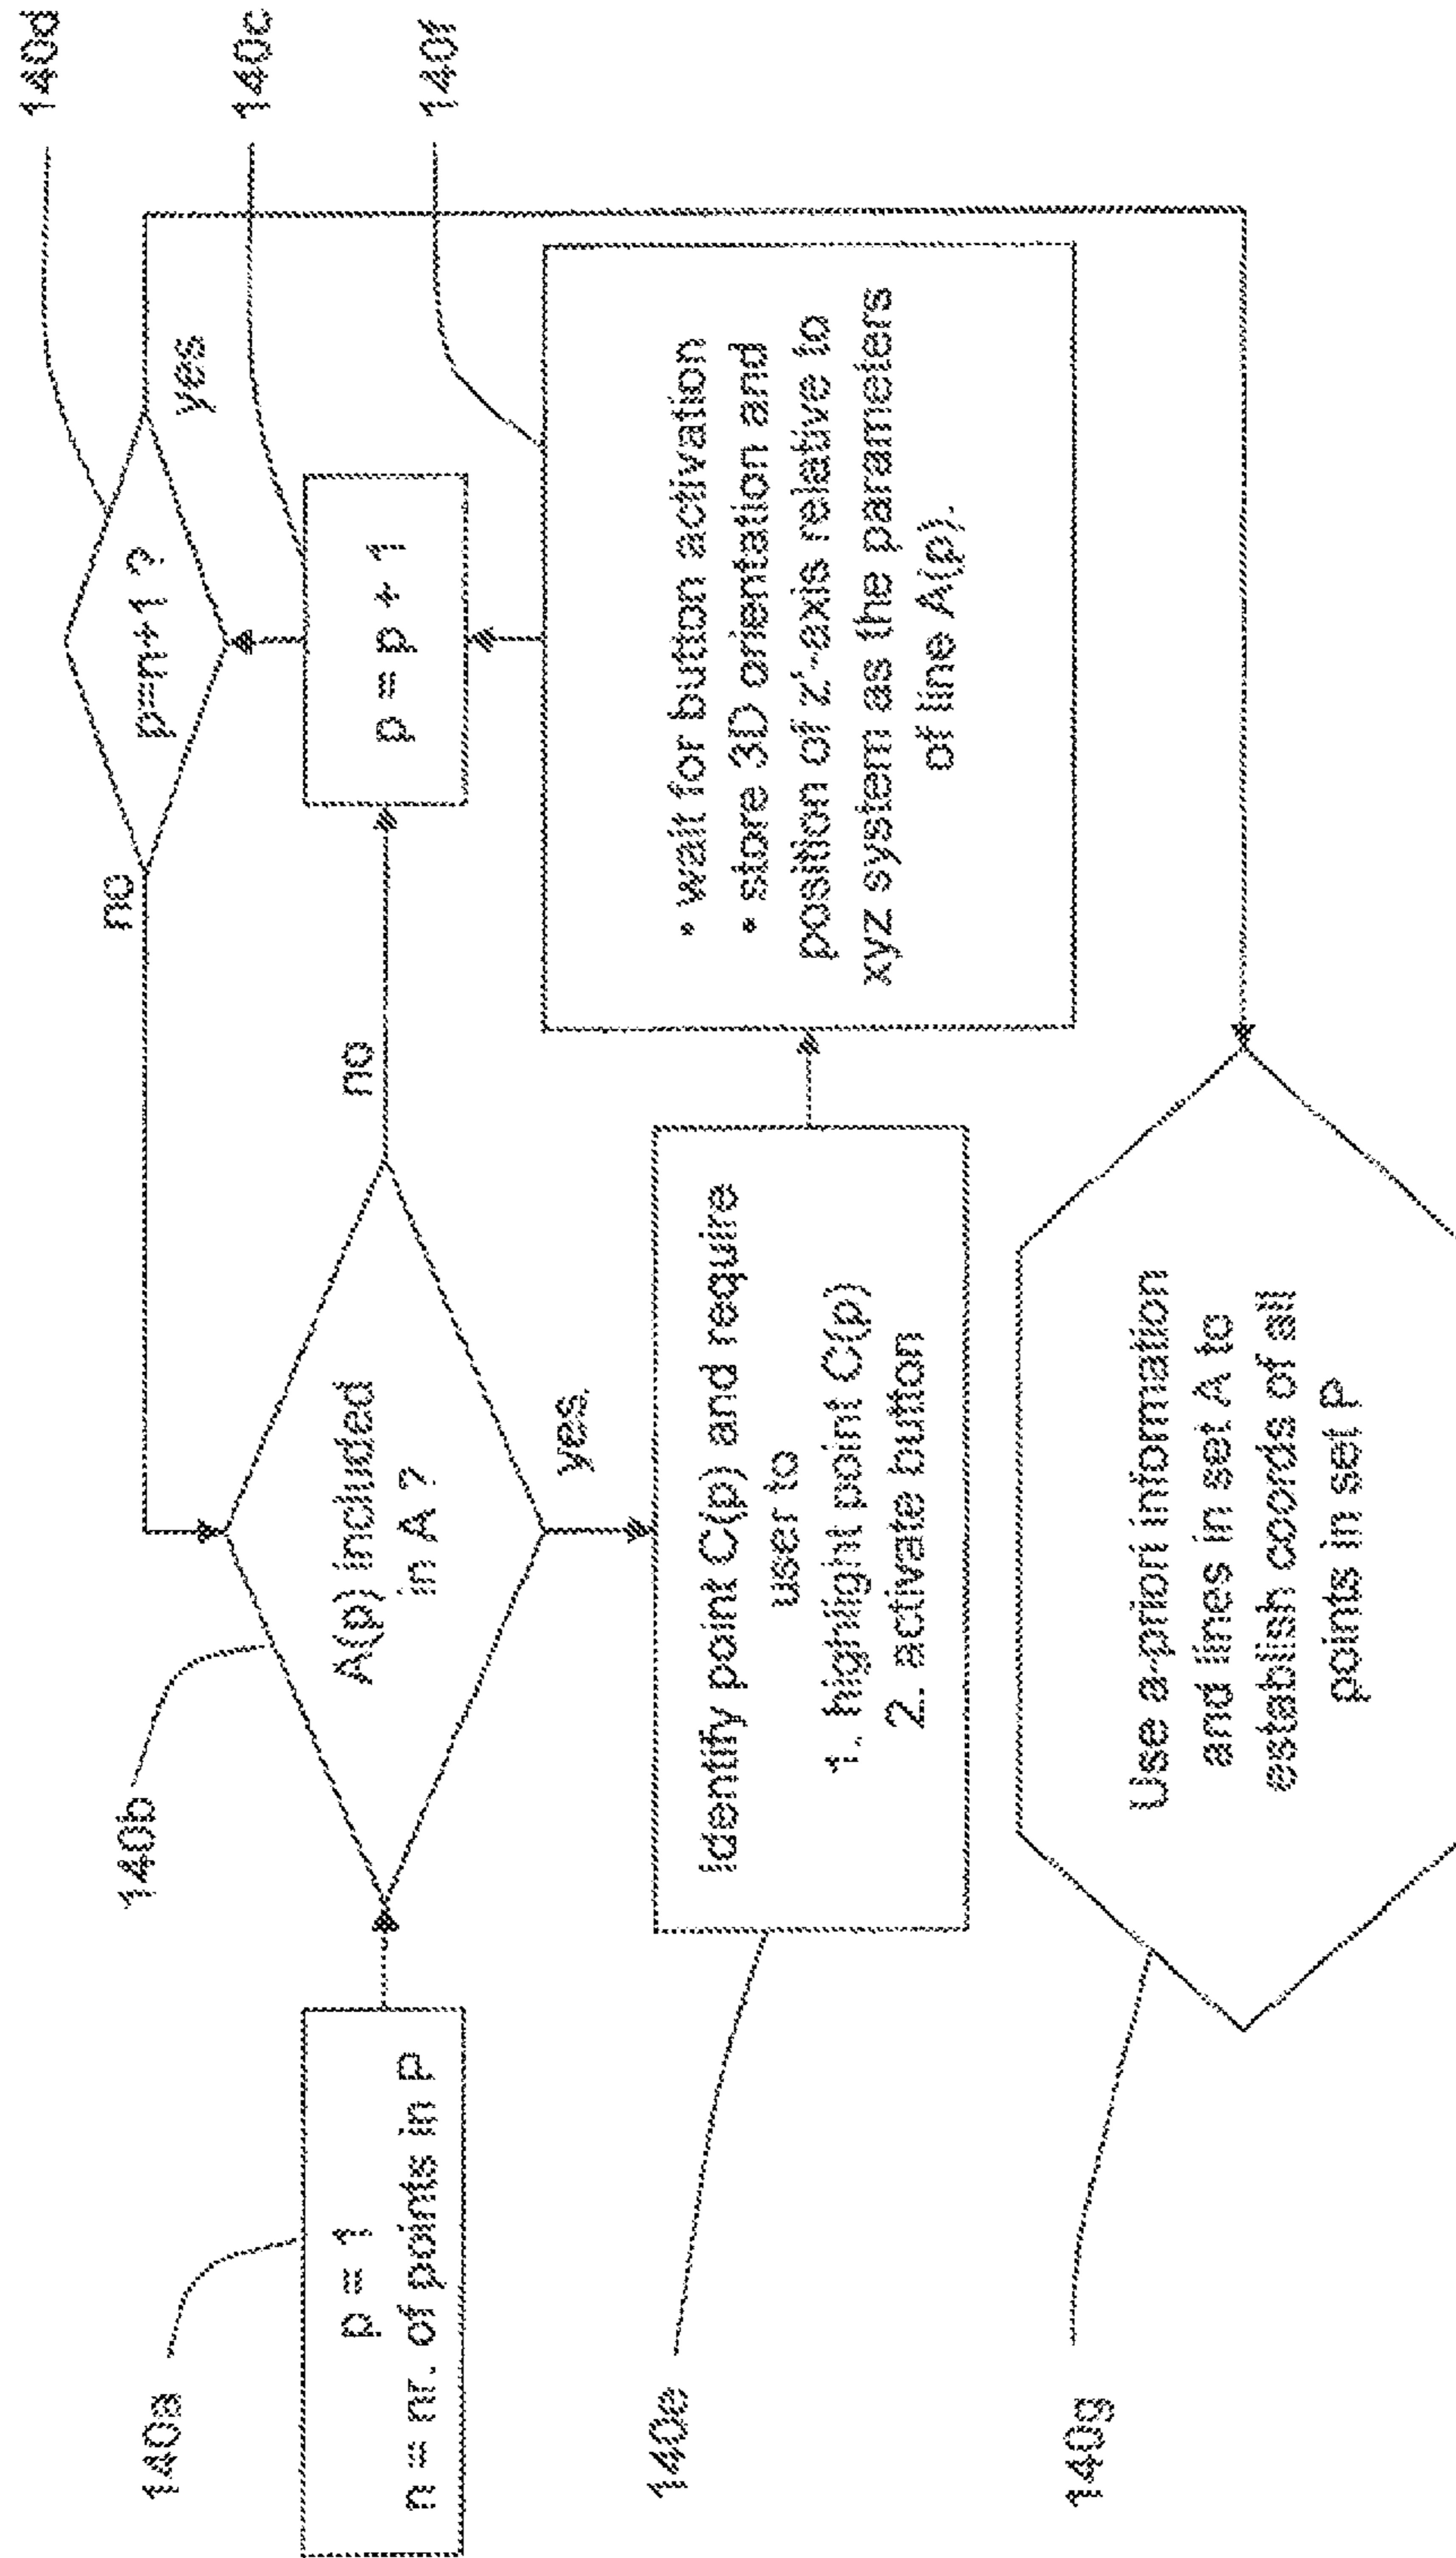 140a
p = 1
n = nr. of points in P
140b
A(p) included
in A ?
no
yes
140c
p = p + 1
140d
p=n+1 ?
no
yes
140e
Identify point C(p) and require
user to
1. highlight point C(p)
2. activate button
140f
• wait for button activation
• store 3D orientation and
position of z'-axis relative to
xyz system as the parameters
of line A(p).
140g
Use a-priori information
and lines in set A to
establish coords of all
points in set P